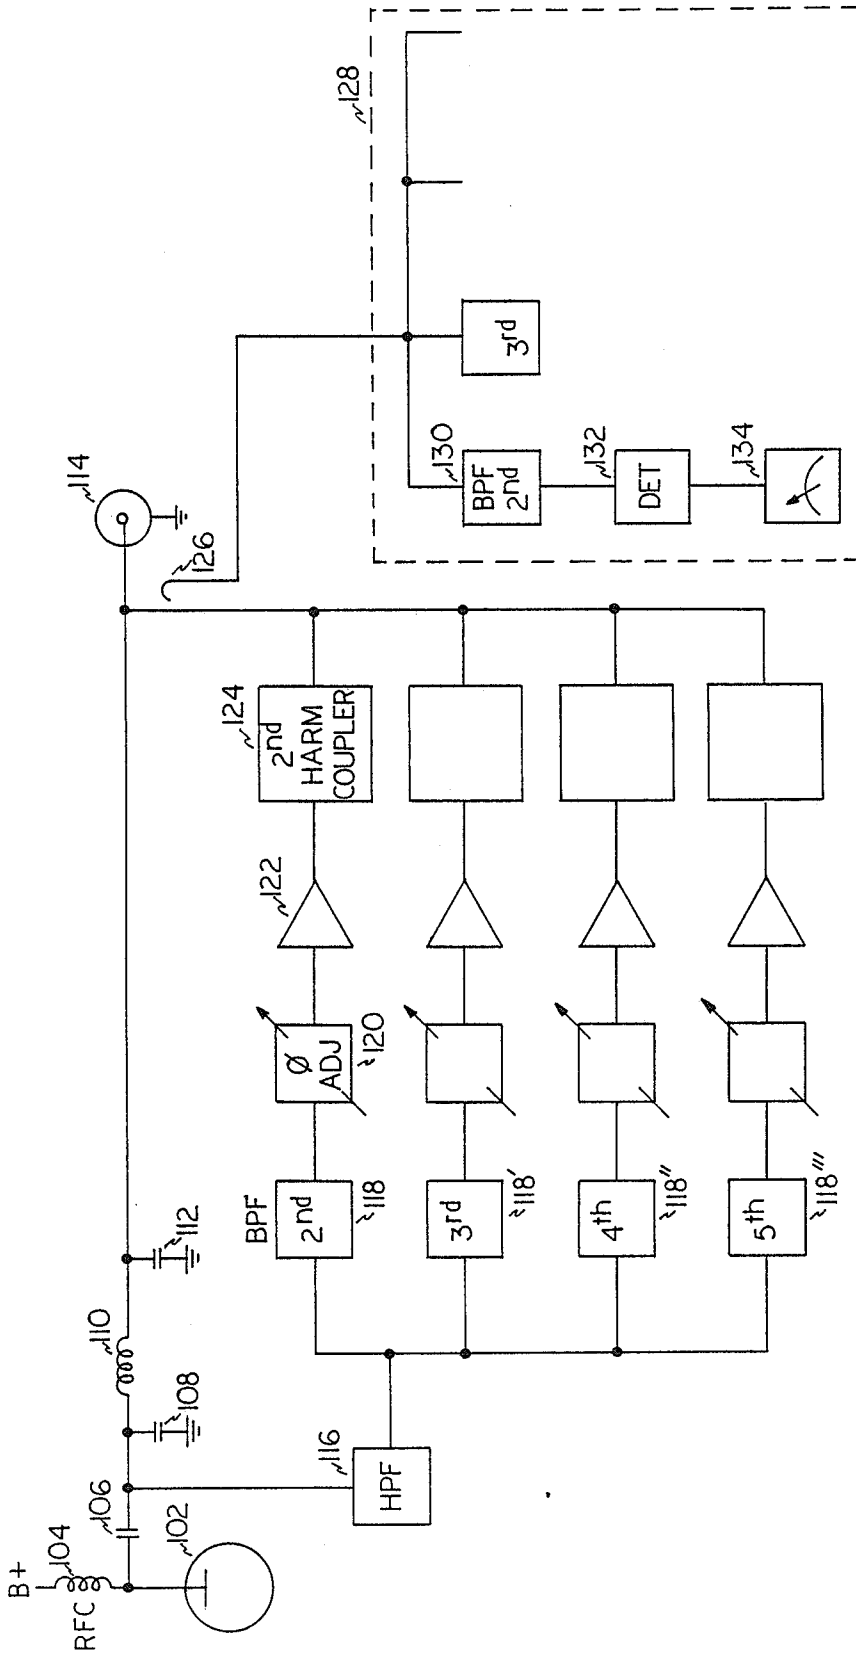 B+
104
RFC
102
106
108
110
112
114
116
HPF
BPF
2nd
118
Ø
ADJ
120
122
124
2nd
HARM
COUPLER
3rd
118'
4th
118"
5th
118'''
126
128
130
BPF
2nd
3rd
132
DET
134